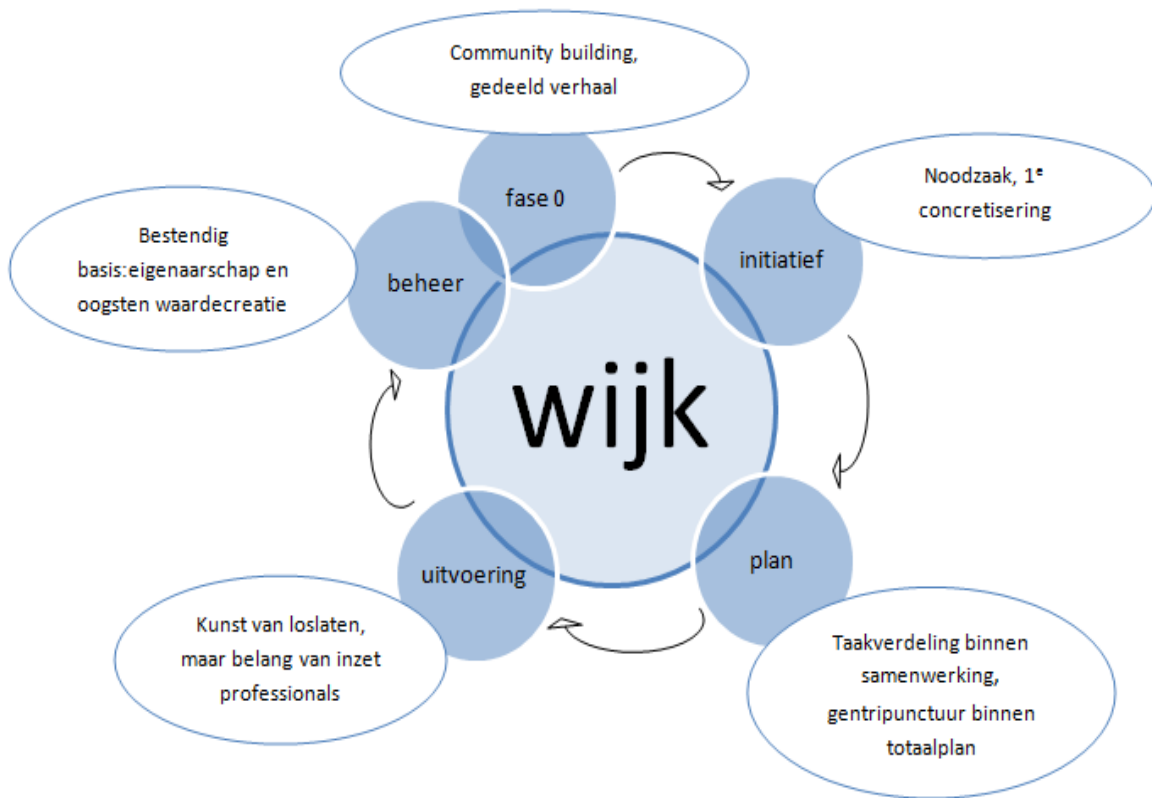 Community building,
gedeeld verhaal
fase 0
Noodzaak, 1e
concretisering
initiatief
Bestendig
basis:eigenaarschap en
oogsten waardecreatie
beheer
wijk
plan
Taakverdeling binnen
samenwerking,
gentripunctuur binnen
totaalplan
uitvoering
Kunst van loslaten,
maar belang van inzet
professionals